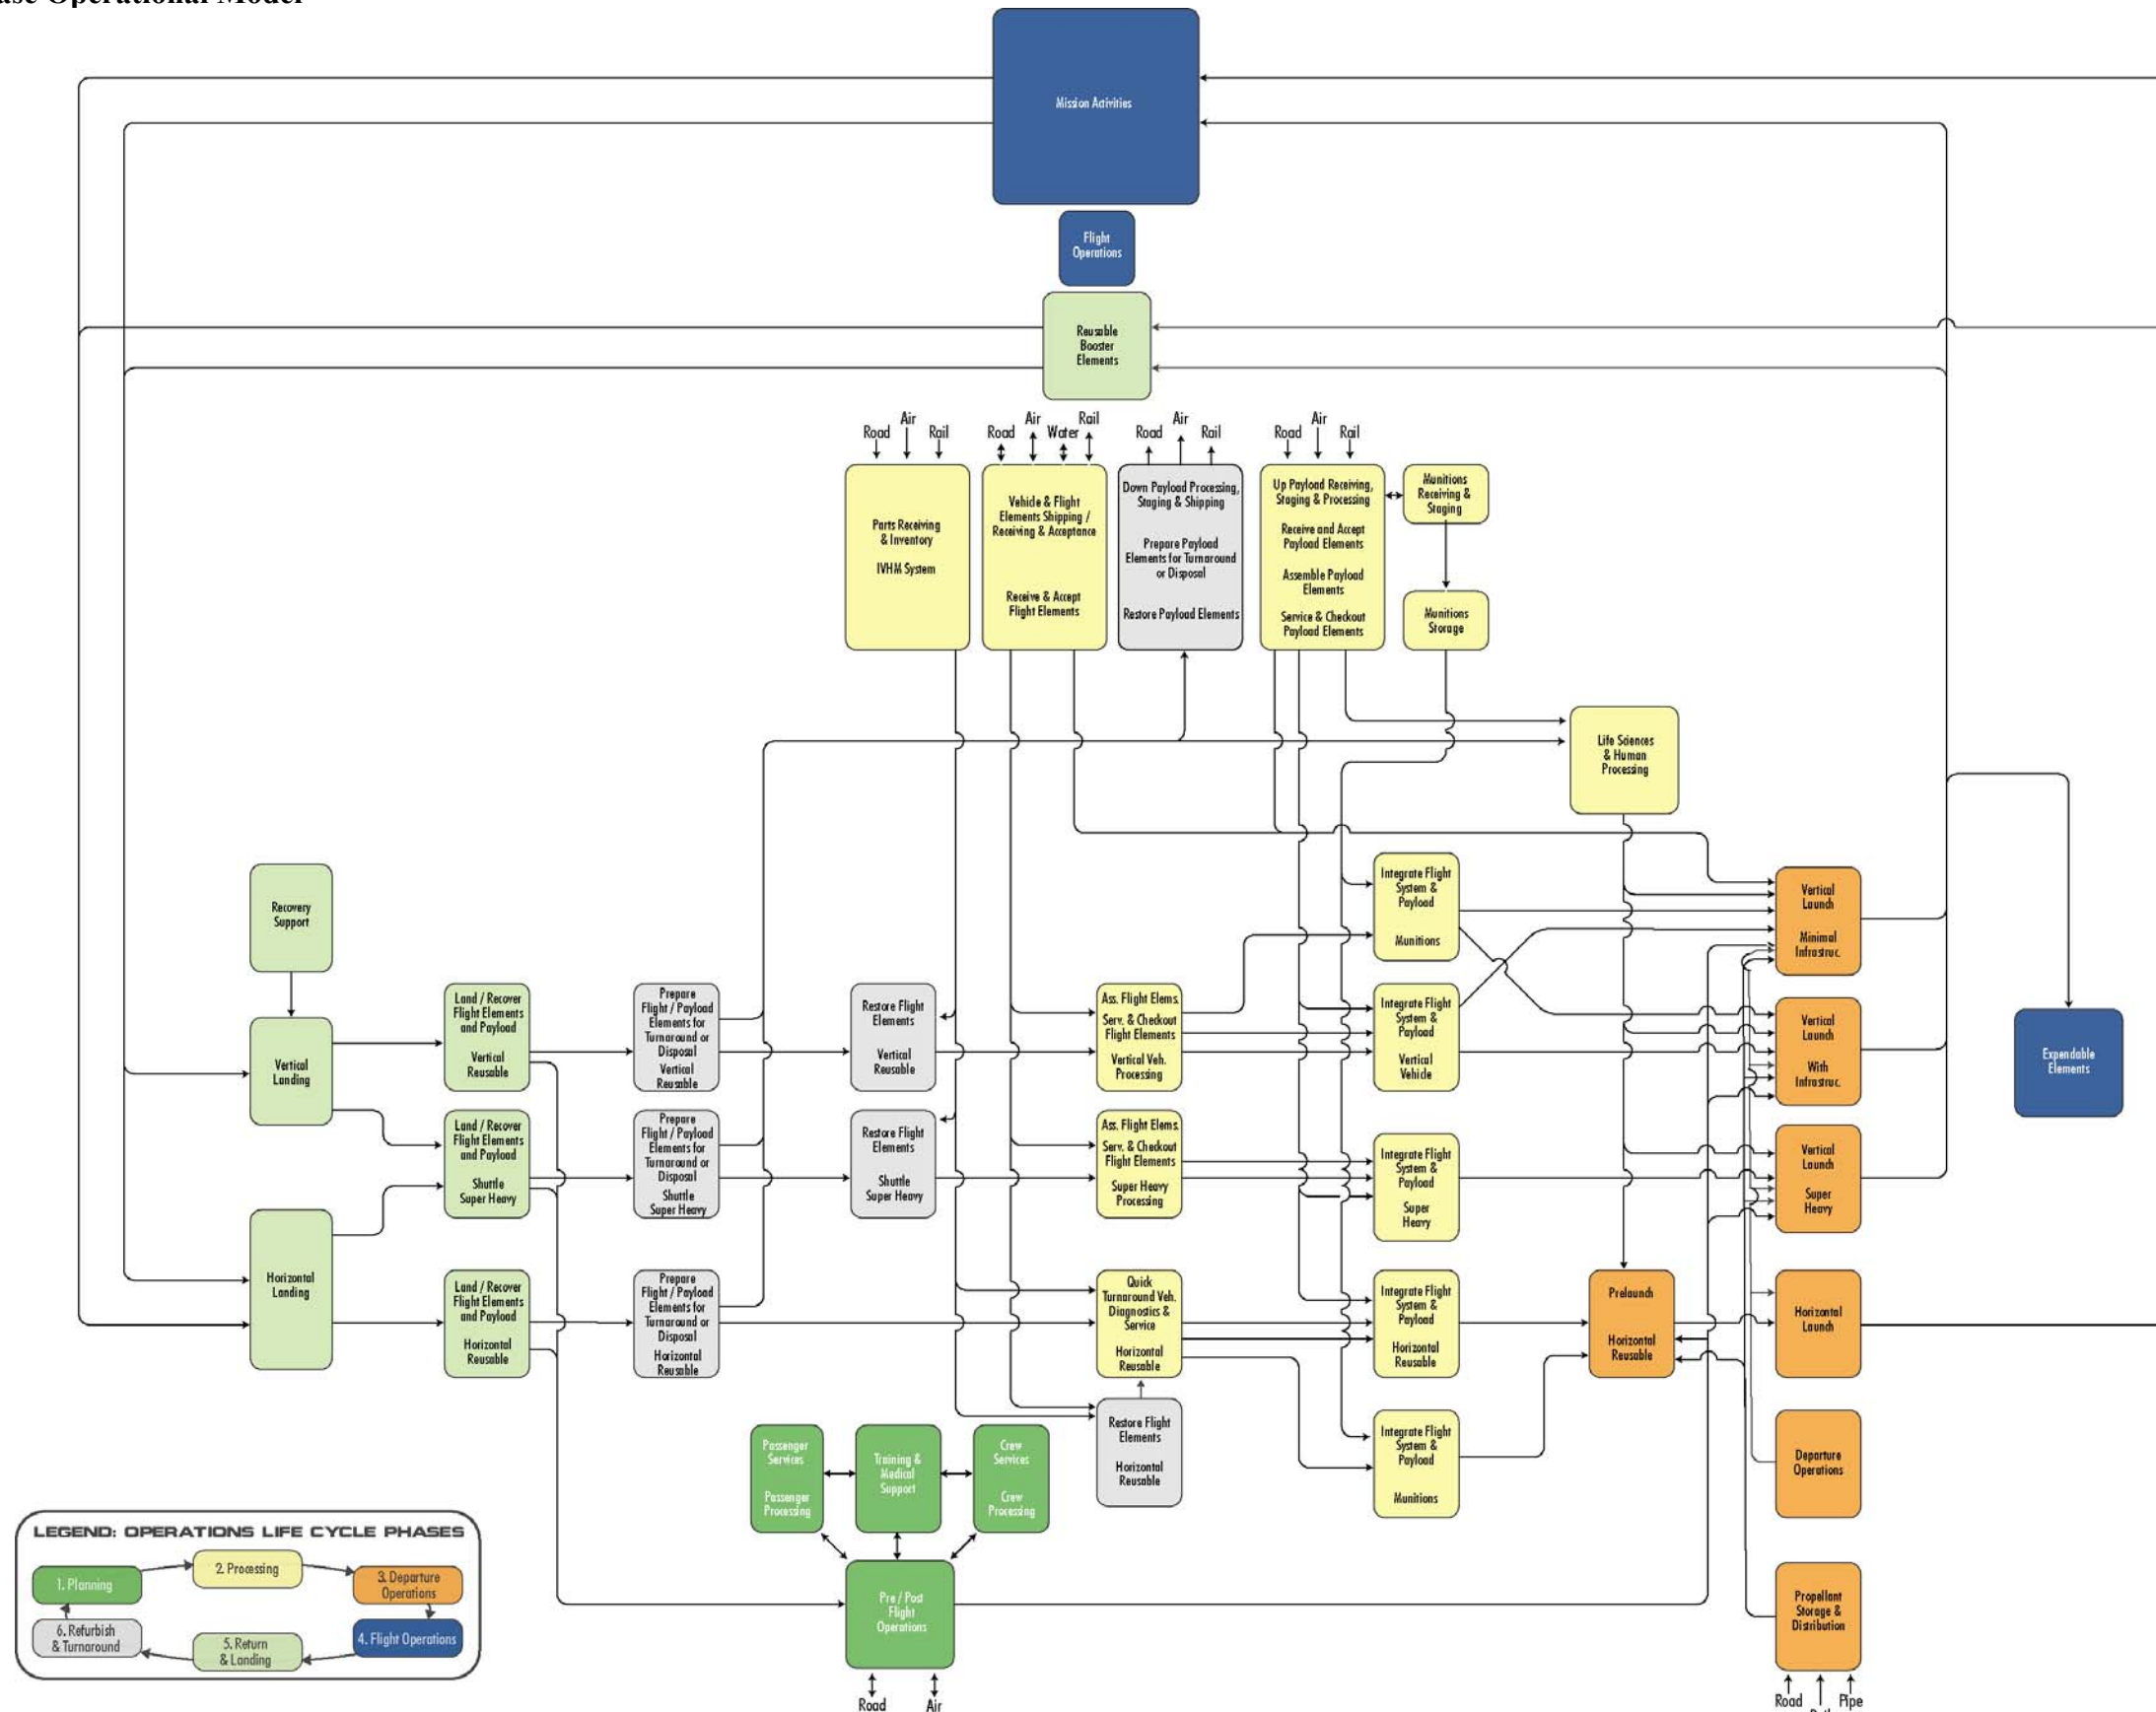 Operational Model
Mission Activities
Flight
Operations
Reusable
Booster
Elements
Road
Air
Rail
Road
Air
Water
Rail
Road
Air
Rail
Road
Air
Rail
Parts Receiving
& Inventory
IVHM System
Vehicle & Flight
Elements Shipping /
Receiving & Acceptance
Receive & Accept
Flight Elements
Down Payload Processing,
Staging & Shipping
Prepare Payload
Elements for Turnaround
or Disposal
Restore Payload Elements
Up Payload Receiving,
Staging & Processing
Receive and Accept
Payload Elements
Assemble Payload
Elements
Service & Checkout
Payload Elements
Munitions
Receiving &
Staging
Munitions
Storage
Life Sciences
& Human
Processing
Recovery
Support
Vertical
Landing
Horizontal
Landing
Land / Recover
Flight Elements
and Payload
Vertical
Reusable
Land / Recover
Flight Elements
and Payload
Shuttle
Super Heavy
Land / Recover
Flight Elements
and Payload
Horizontal
Reusable
Prepare
Flight / Payload
Elements for
Turnaround or
Disposal
Vertical
Reusable
Prepare
Flight / Payload
Elements for
Turnaround or
Disposal
Shuttle
Super Heavy
Prepare
Flight / Payload
Elements for
Turnaround or
Disposal
Horizontal
Reusable
Restore Flight
Elements
Vertical
Reusable
Restore Flight
Elements
Shuttle
Super Heavy
Ass. Flight Elems.
Serv. & Checkout
Flight Elements
Vertical Veh.
Processing
Ass. Flight Elems.
Serv. & Checkout
Flight Elements
Super Heavy
Processing
Quick
Turnaround Veh.
Diagnostics &
Service
Horizontal
Reusable
Restore Flight
Elements
Horizontal
Reusable
Integrate Flight
System &
Payload
Munitions
Integrate Flight
System &
Payload
Vertical
Vehicle
Integrate Flight
System &
Payload
Super
Heavy
Integrate Flight
System &
Payload
Horizontal
Reusable
Integrate Flight
System &
Payload
Munitions
Prelaunch
Horizontal
Reusable
Vertical
Launch
Minimal
Infrastruc.
Vertical
Launch
With
Infrastruc.
Vertical
Launch
Super
Heavy
Horizontal
Launch
Departure
Operations
Propellant
Storage &
Distribution
Road
Pipe
Expendable
Elements
Passenger
Services
Passenger
Processing
Training &
Medical
Support
Crew
Services
Crew
Processing
Pre / Post
Flight
Operations
Road
Air
LEGEND: OPERATIONS LIFE CYCLE PHASES
1. Planning
2. Processing
3. Departure
Operations
4. Flight Operations
5. Return
& Landing
6. Refurbish
& Turnaround